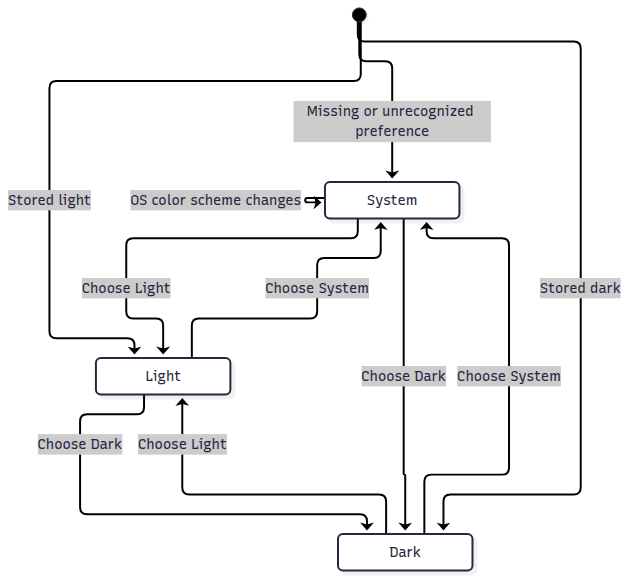 Missing or unrecognized
preference
Stored light
OS color scheme changes
System
Choose Light
Choose System
Stored dark
Light
Choose Dark
Choose System
Choose Dark
Choose Light
Dark